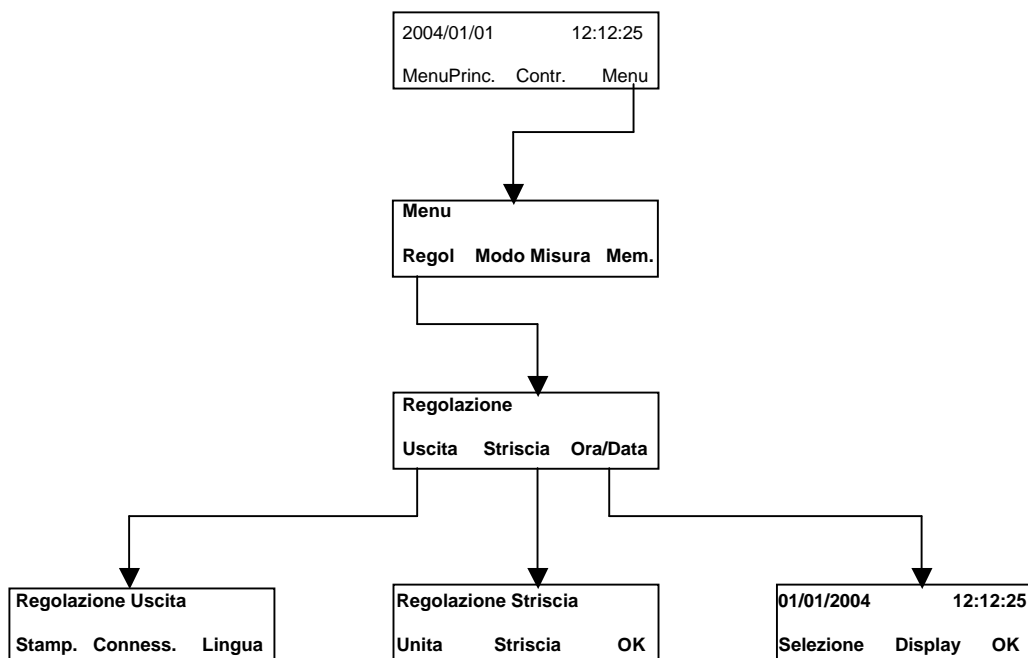 2004/01/01 12:12:25
MenuPrinc. Contr. Menu
Menu
Regol Modo Misura Mem.
Regolazione
Uscita Striscia Ora/Data
Regolazione Uscita
Stamp. Conness. Lingua
Regolazione Striscia
Unita Striscia OK
01/01/2004 12:12:25
Selezione Display OK